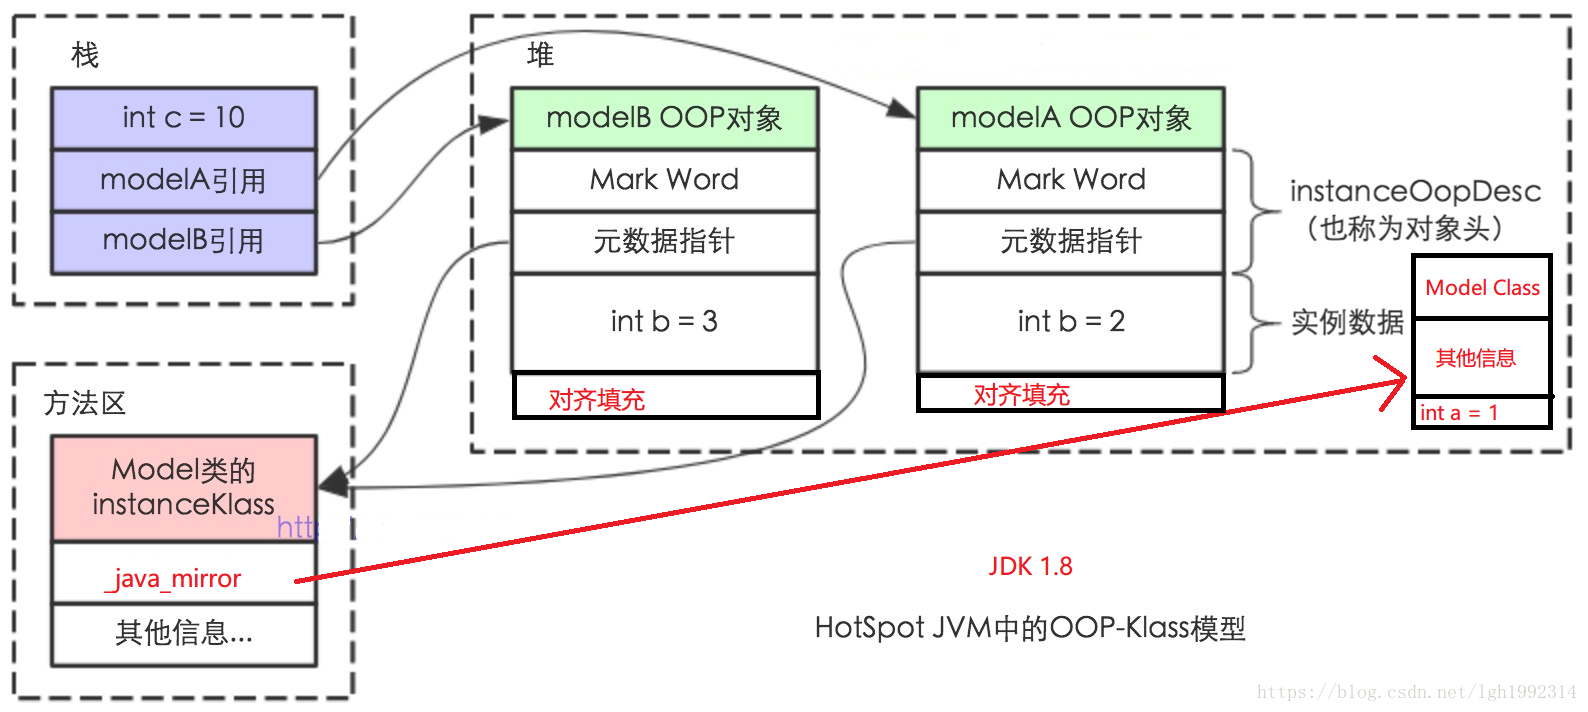 栈
int c = 10
modelA引用
modelB引用
堆
modelB OOP对象
Mark Word
元数据指针
int b = 3
对齐填充
modelA OOP对象
Mark Word
元数据指针
int b = 2
对齐填充
instanceOopDesc
（也称为对象头）
实例数据
Model Class
其他信息
int a = 1
方法区
Model类的
instanceKlass
_java_mirror
其他信息...
JDK 1.8
HotSpot JVM中的OOP-Klass模型
https://blog.csdn.net/lgh1992314